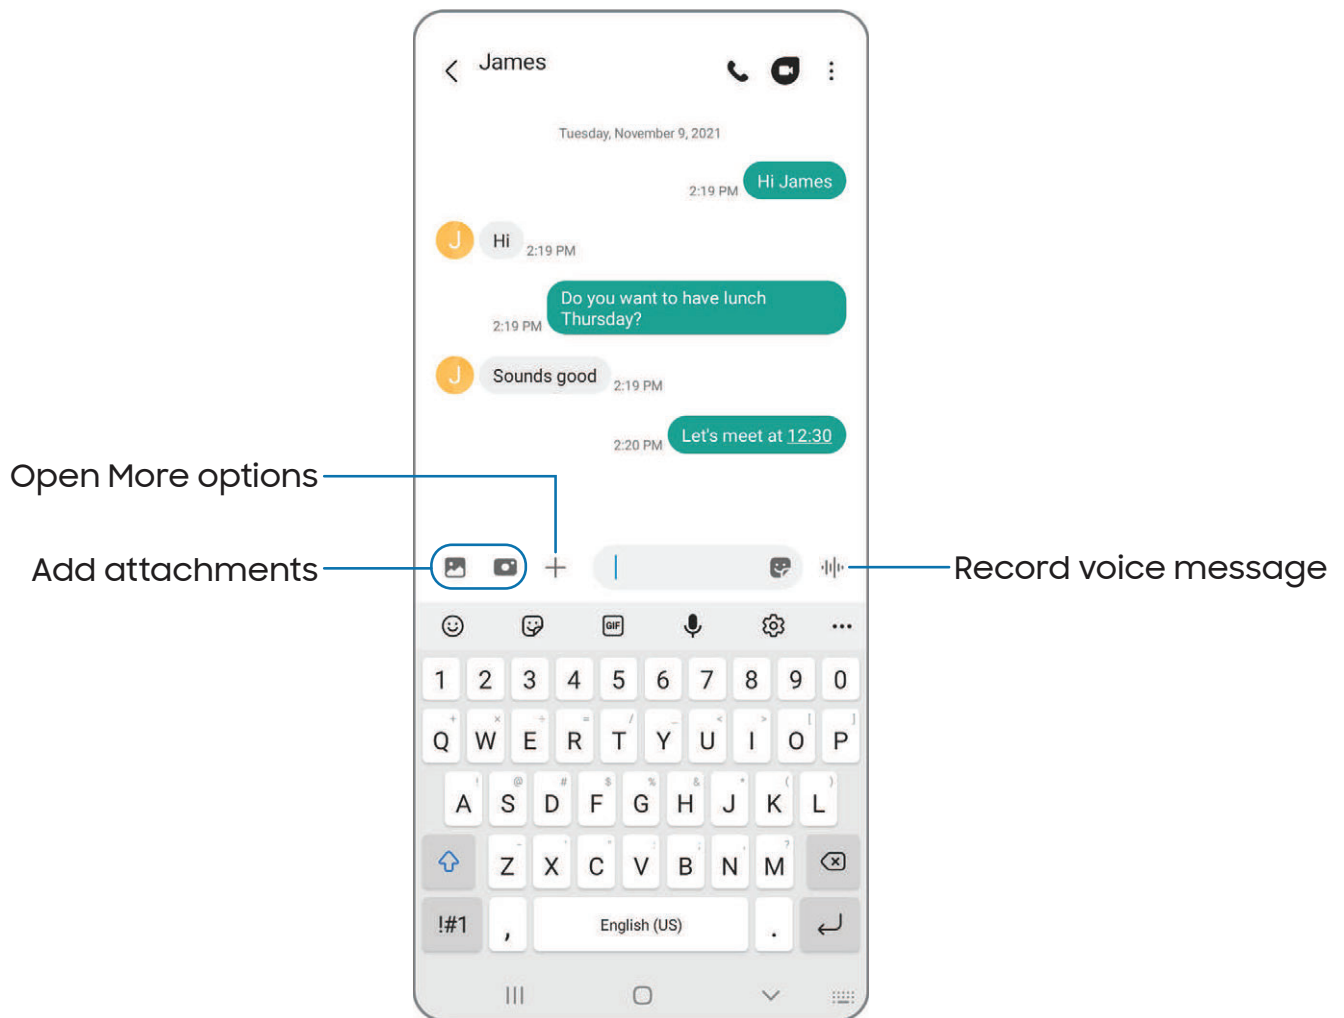 James
Tuesday, November 9, 2021
2:19 PM Hi James
J Hi 2:19 PM
Do you want to have lunch
2:19 PM Thursday?
J Sounds good 2:19 PM
2:20 PM Let's meet at 12:30
Open More options
Add attachments
Record voice message
GIF
1 2 3 4 5 6 7 8 9 0
+ × ÷ = / _ < > [ ]
Q W E R T Y U I O P
! @ # $ % & * ( )
A S D F G H J K L
- ' " : ; , ?
Z X C V B N M
!#1 , English (US) .